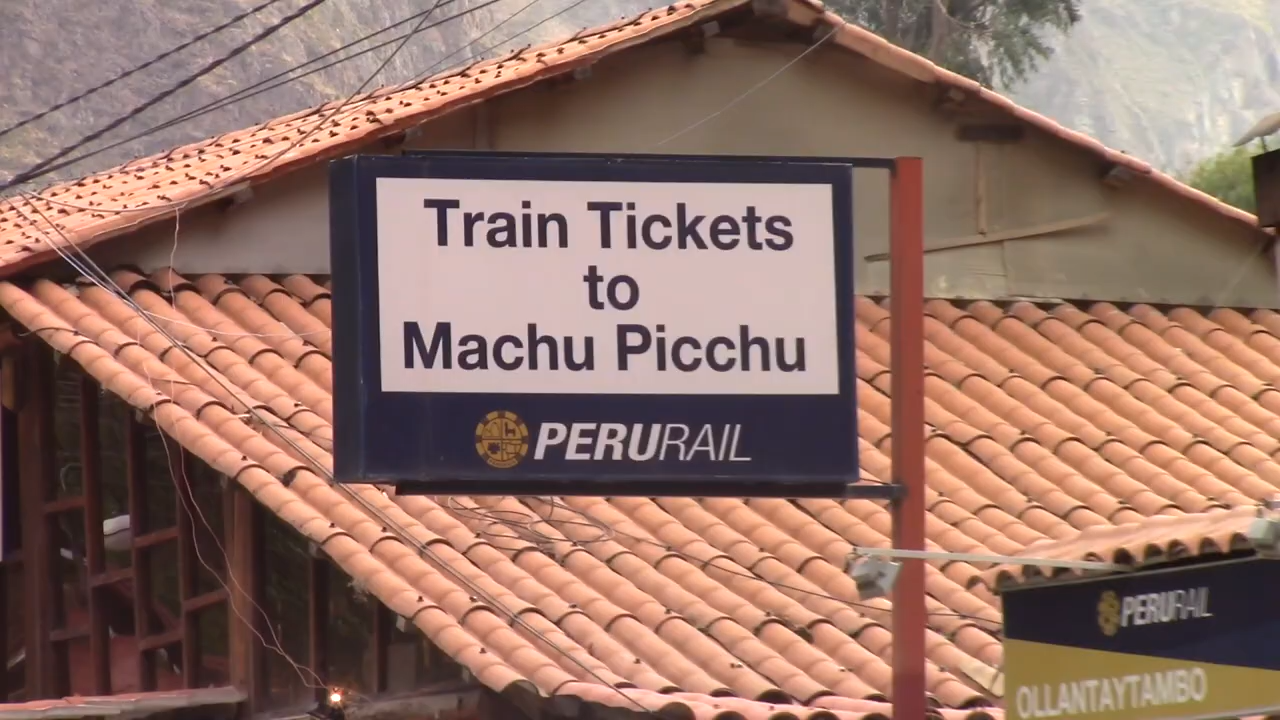 Train Tickets
to
Machu Picchu
PERURAIL
PERURAIL
OLLANTAYTAMBO